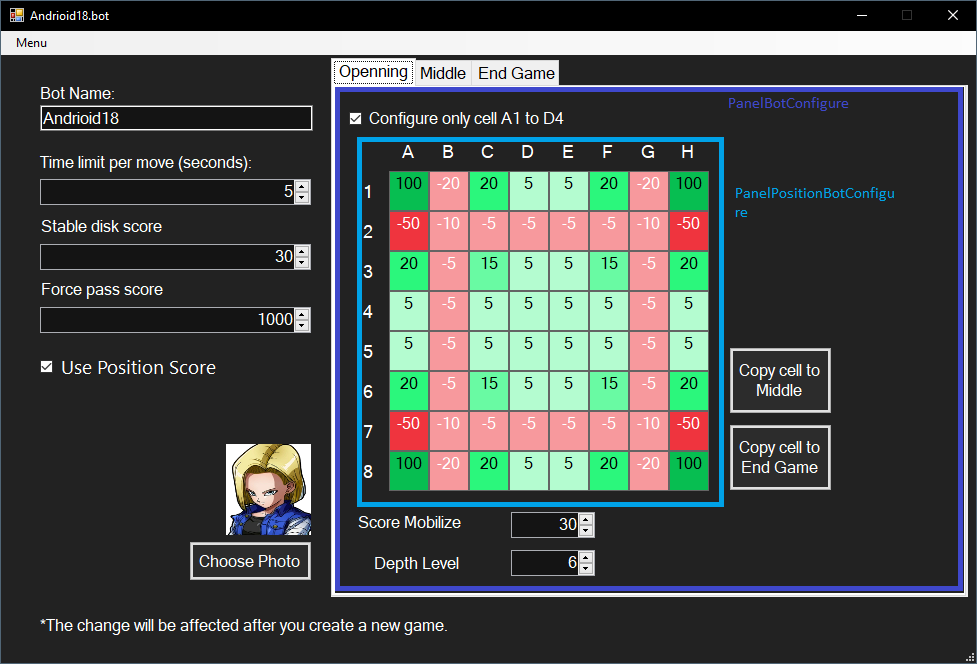 Andrioid18.bot
Menu
Bot Name:
Andrioid18
Time limit per move (seconds):
5
Stable disk score
30
Force pass score
1000
Use Position Score
Choose Photo
Openning Middle End Game
PanelBotConfigure
Configure only cell A1 to D4
A B C D E F G H
1 100 -20 20 5 5 20 -20 100
2 -50 -10 -5 -5 -5 -5 -10 -50
3 20 -5 15 5 5 15 -5 20
4 5 -5 5 5 5 5 -5 5
5 5 -5 5 5 5 5 -5 5
6 20 -5 15 5 5 15 -5 20
7 -50 -10 -5 -5 -5 -5 -10 -50
8 100 -20 20 5 5 20 -20 100
PanelPositionBotConfigu
re
Copy cell to
Middle
Copy cell to
End Game
Score Mobilize 30
Depth Level 6
*The change will be affected after you create a new game.